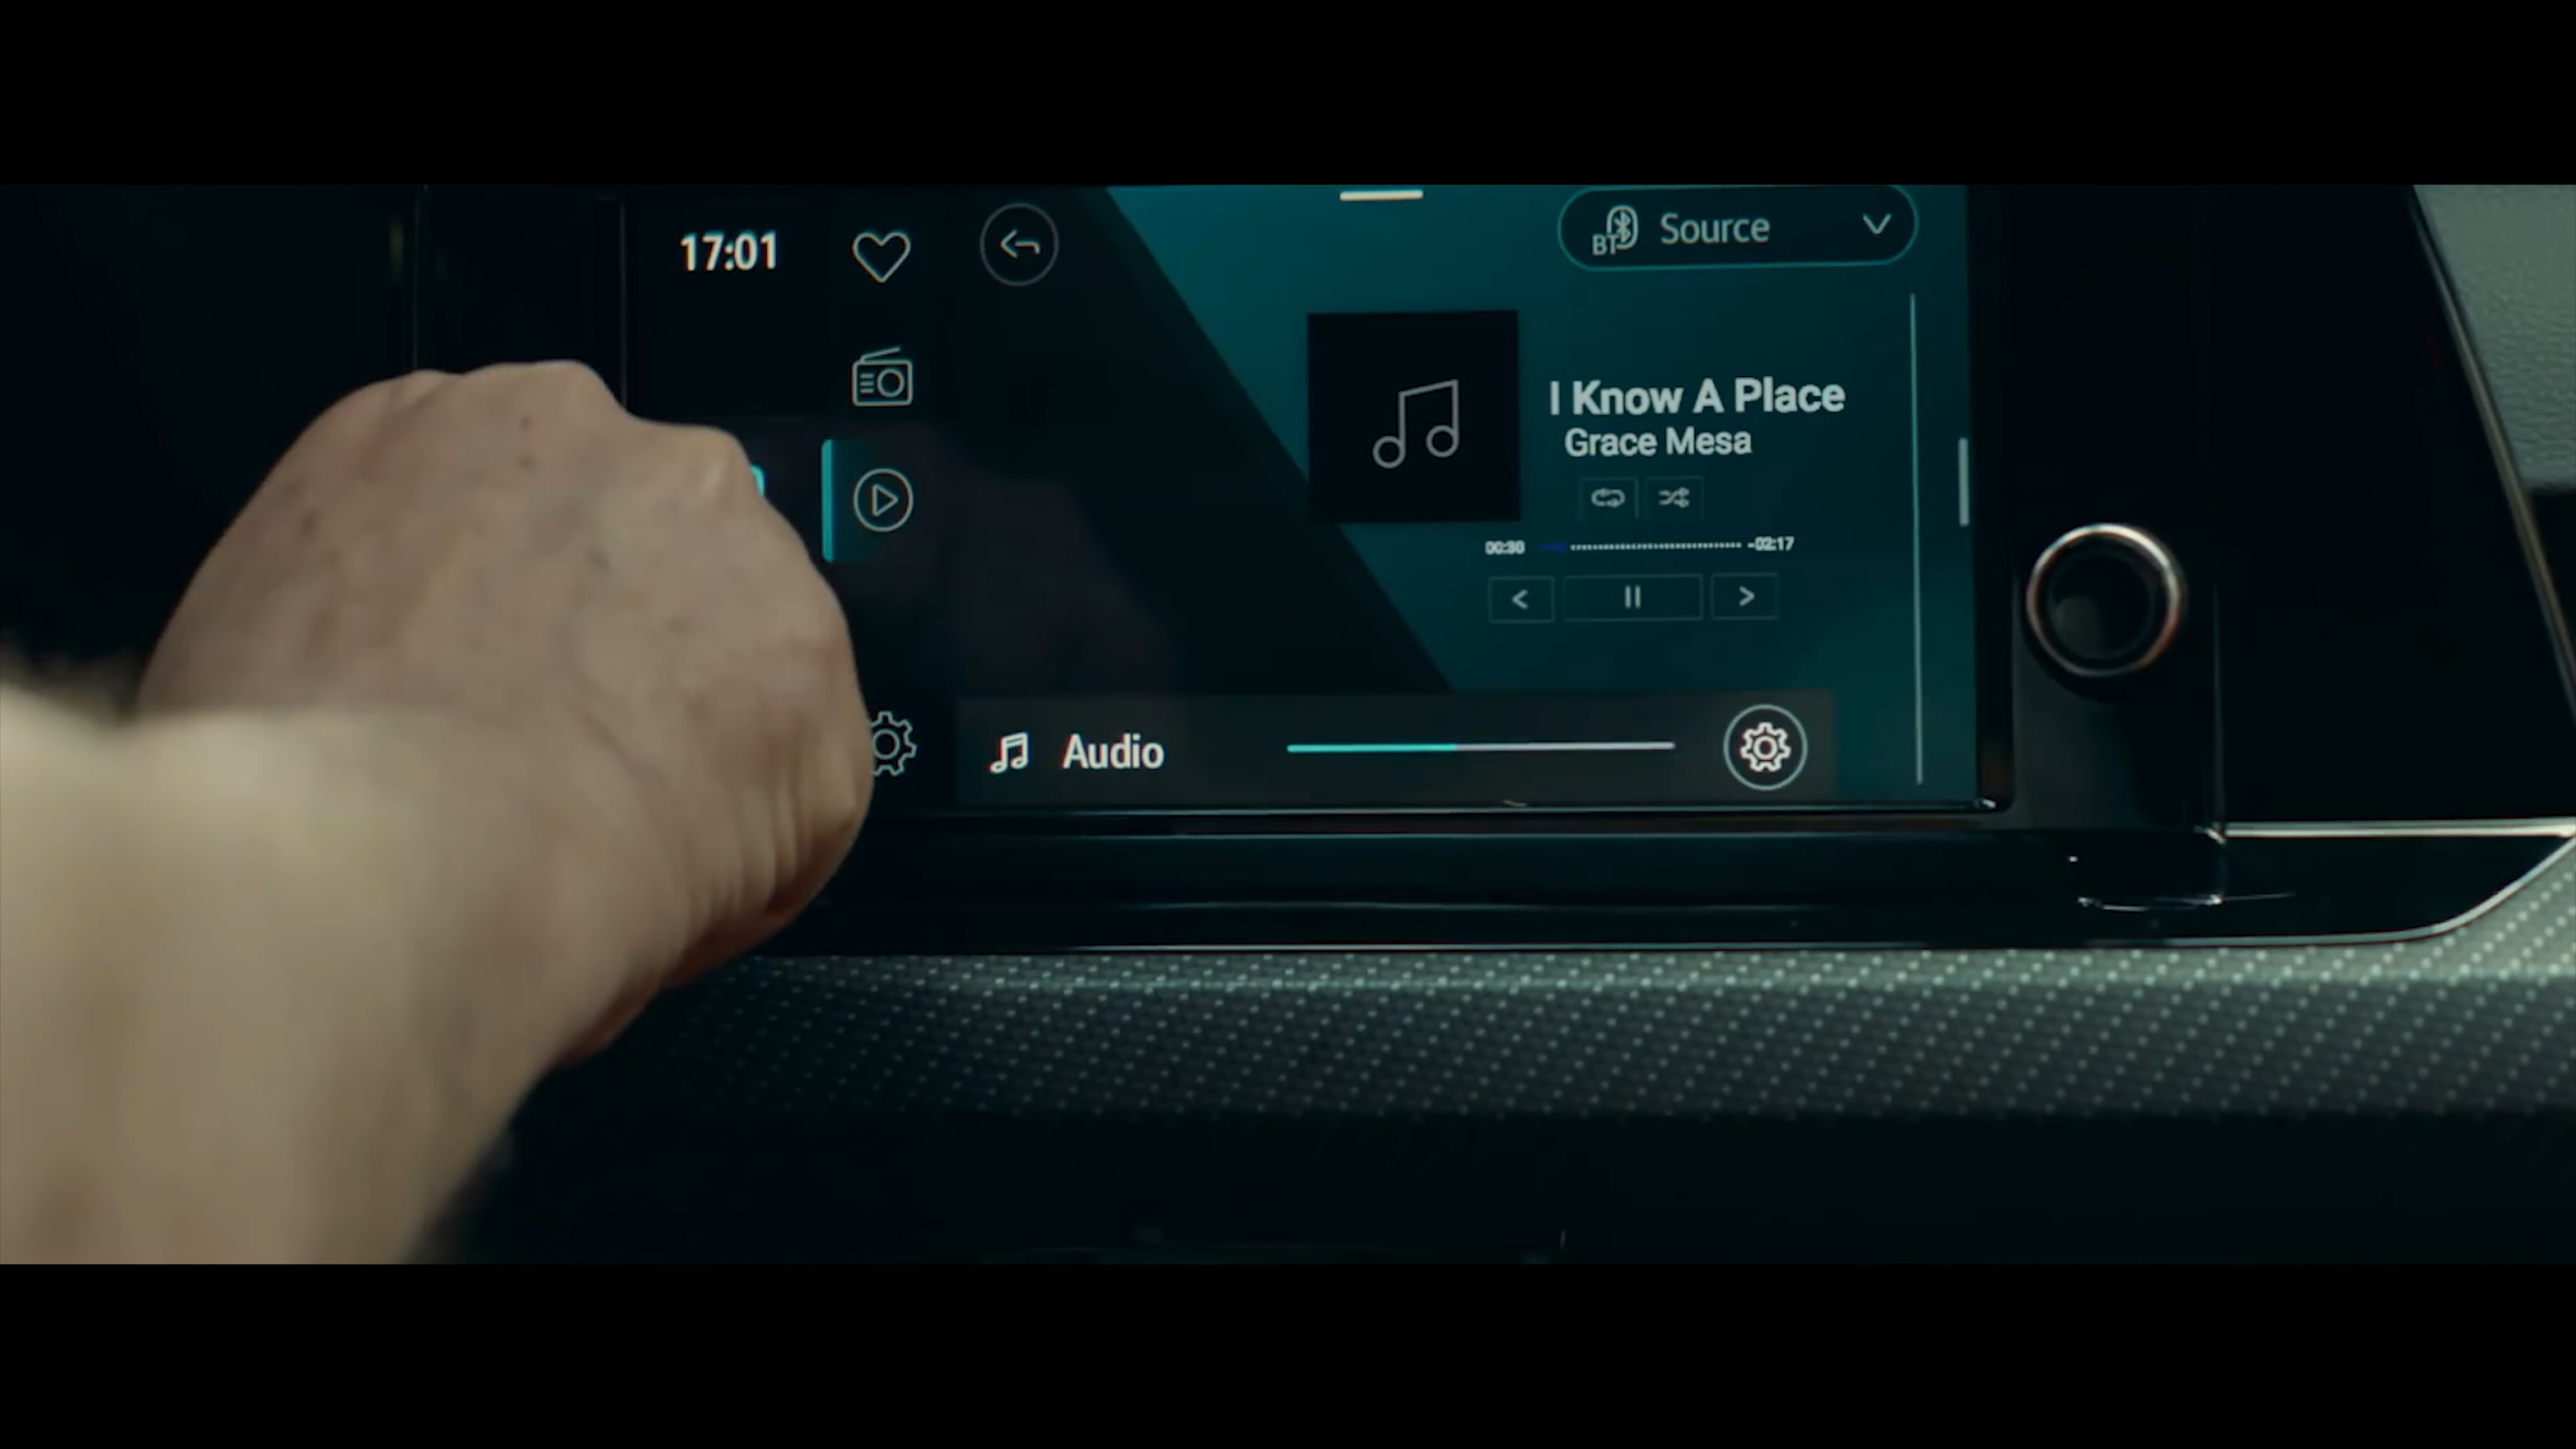 17:01
BT Source
I Know A Place
Grace Mesa
00:30 -02:17
Audio